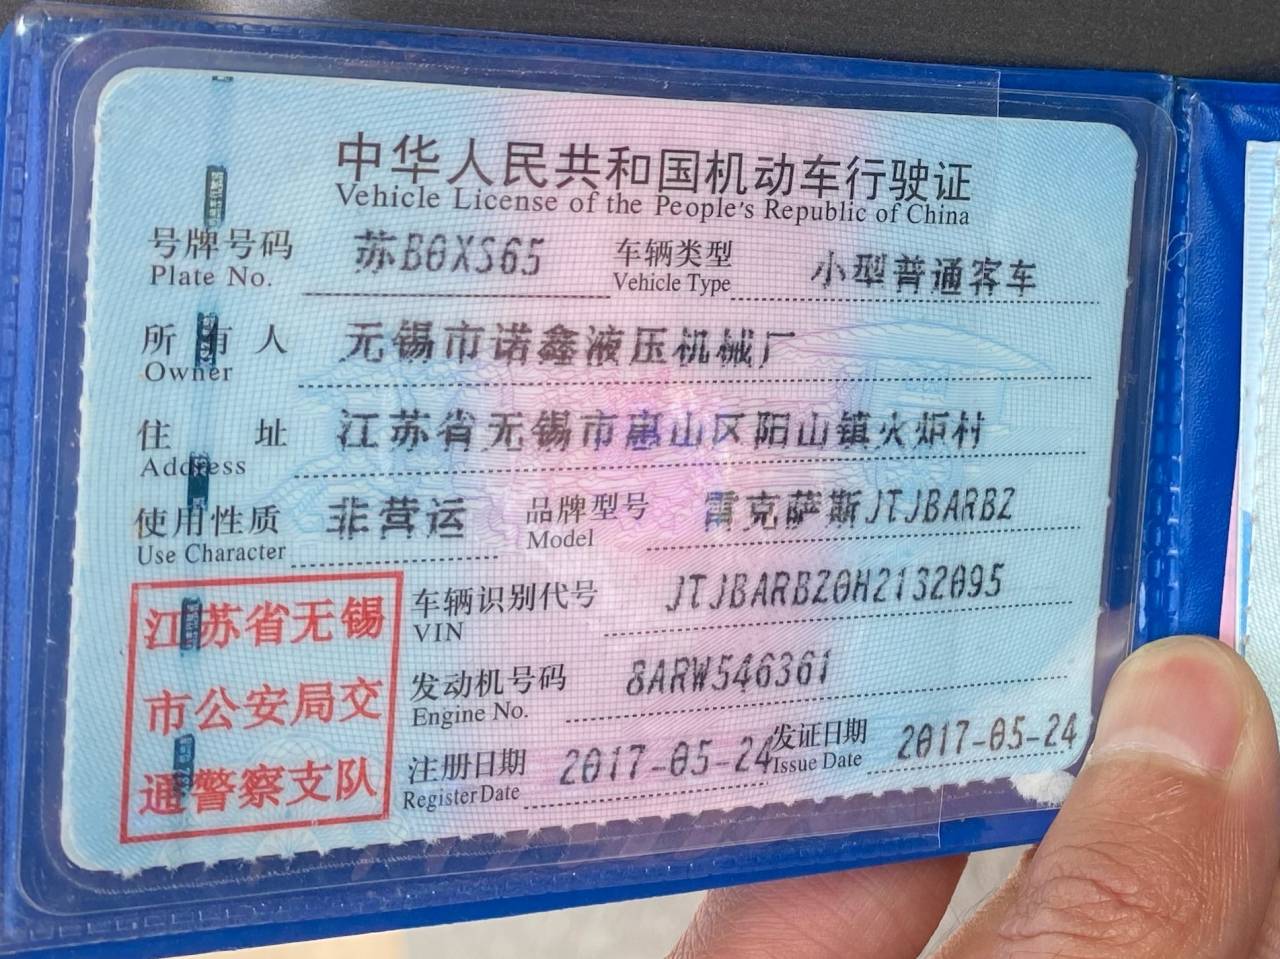 中华人民共和国机动车行驶证
Vehicle License of the People's Republic of China
号牌号码 苏B0XS65 车辆类型 小型普通客车
Plate No. Vehicle Type
所有人 无锡市诺鑫液压机械厂
Owner
住址 江苏省无锡市惠山区阳山镇火炬村
Address
使用性质 非营运 品牌型号 雷克萨斯JTJBARBZ
Use Character Model
江苏省无锡
市公安局交
通警察支队
车辆识别代号 JTJBARBZ0H2132095
VIN
发动机号码 8ARW546361
Engine No.
注册日期 2017-05-24 发证日期 2017-05-24
Register Date Issue Date